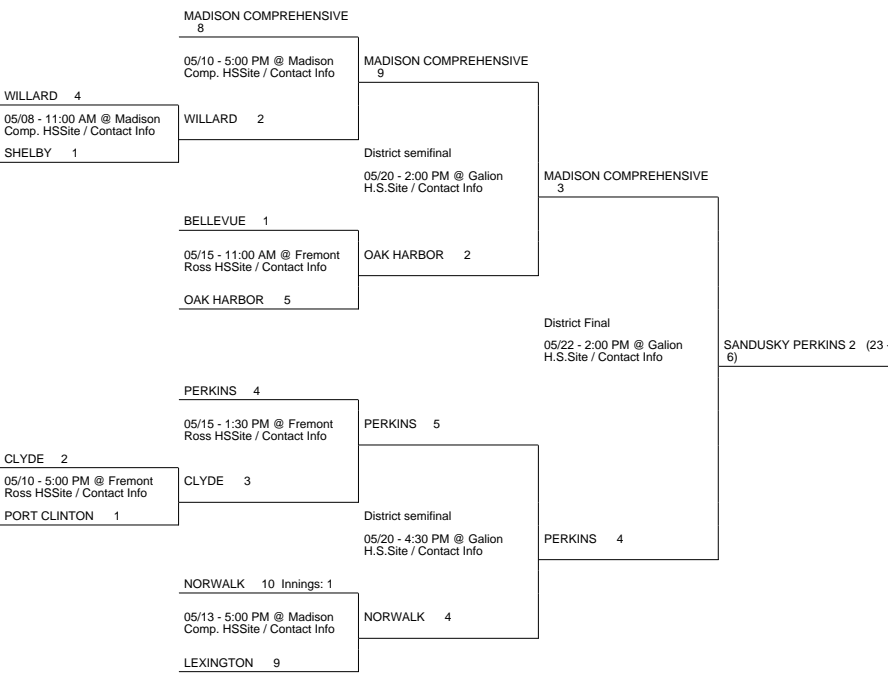 MADISON COMPREHENSIVE
8
05/10 - 5:00 PM @ Madison
Comp. HSSite / Contact Info
MADISON COMPREHENSIVE
9
WILLARD 4
05/08 - 11:00 AM @ Madison
Comp. HSSite / Contact Info
WILLARD 2
SHELBY 1
District semifinal
05/20 - 2:00 PM @ Galion
H.S.Site / Contact Info
MADISON COMPREHENSIVE
3
BELLEVUE 1
05/15 - 11:00 AM @ Fremont
Ross HSSite / Contact Info
OAK HARBOR 2
OAK HARBOR 5
District Final
05/22 - 2:00 PM @ Galion
H.S.Site / Contact Info
SANDUSKY PERKINS 2 (23 -
6)
PERKINS 4
05/15 - 1:30 PM @ Fremont
Ross HSSite / Contact Info
PERKINS 5
CLYDE 2
05/10 - 5:00 PM @ Fremont
Ross HSSite / Contact Info
CLYDE 3
PORT CLINTON 1
District semifinal
05/20 - 4:30 PM @ Galion
H.S.Site / Contact Info
PERKINS 4
NORWALK 10 Innings: 1
05/13 - 5:00 PM @ Madison
Comp. HSSite / Contact Info
NORWALK 4
LEXINGTON 9